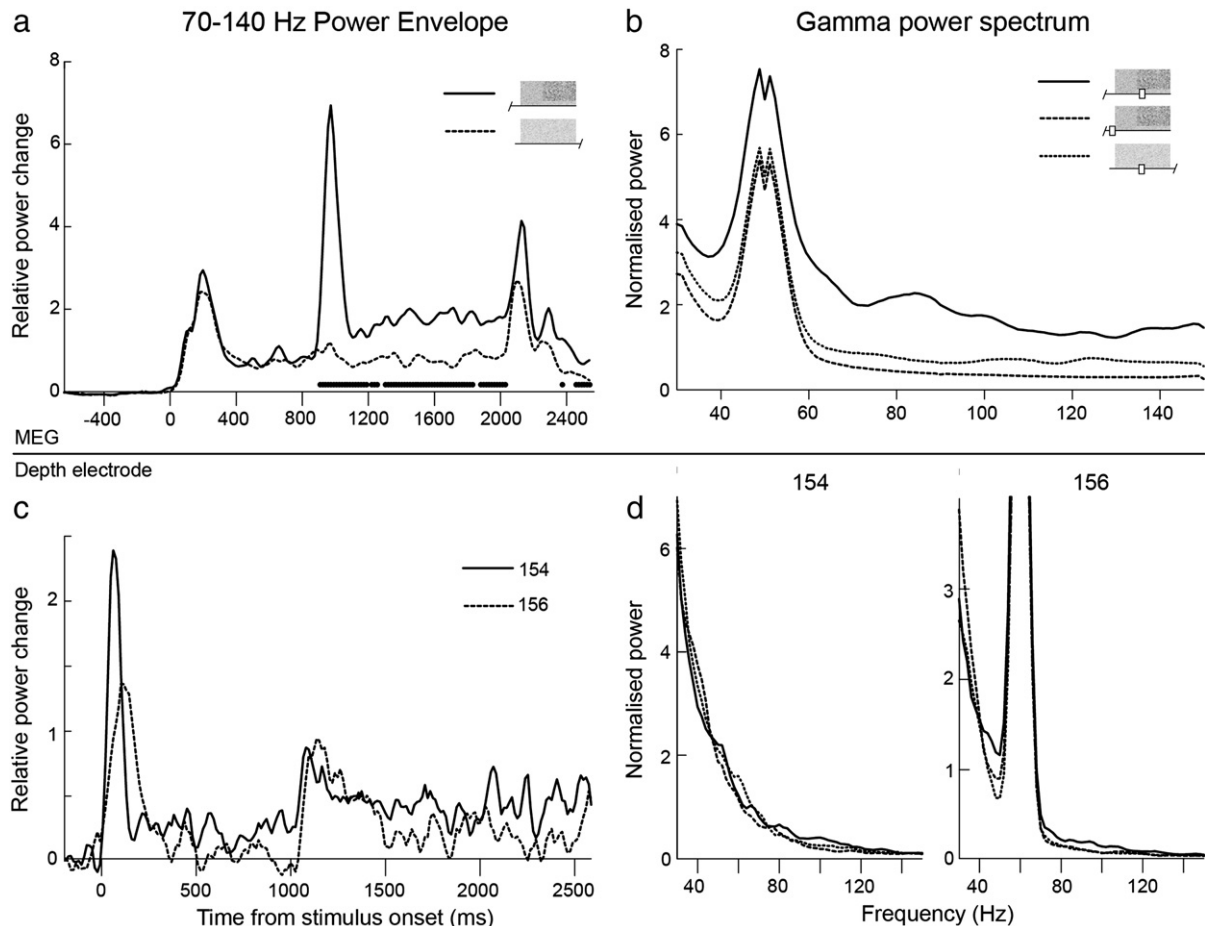 a
70-140 Hz Power Envelope
b
Gamma power spectrum
Relative power change
8
6
4
2
0
-400 0 400 800 1200 1600 2000 2400
Normalised power
8
6
4
2
0
40 60 80 100 120 140
MEG
Depth electrode
c
154
156
Relative power change
2
1
0
0 500 1000 1500 2000 2500
Time from stimulus onset (ms)
d
154
156
Normalised power
6
4
2
0
40 80 120
3
2
1
0
40 80 120
Frequency (Hz)